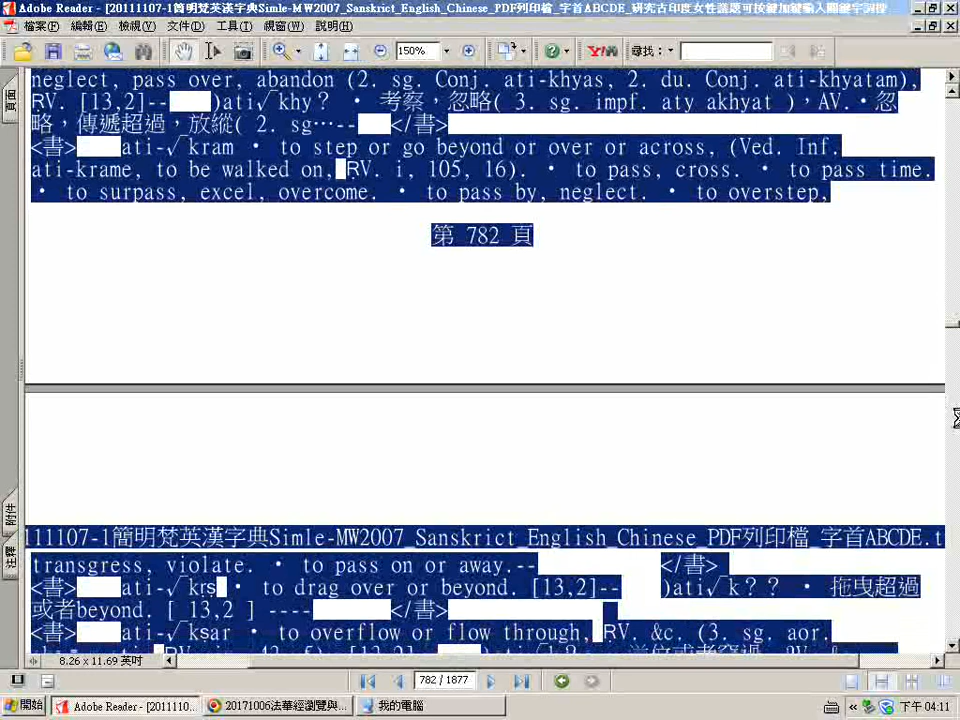 Adobe Reader - [20111107-1簡明梵英漢字典Simle-MW2007_Sanskrict_English_Chinese_PDF列印檔_字首ABCDE_研究古印度女性議題可按鍵加鍵輸入關鍵字詞搜
檔案(F) 編輯(E) 檢視(V) 文件(D) 工具(T) 視窗(W) 說明(H)
150% 尋找:
頁面
neglect, pass over, abandon (2. sg. Conj. ati-khyas, 2. du. Conj. ati-khyatam),
RV. [13,2]-- )ati√khy? · 考察,忽略( 3. sg. impf. aty akhyat ),AV.·忽
略,傳遞超過,放縱( 2. sg…-- </書>
<書> ati-√kram · to step or go beyond or over or across, (Ved. Inf.
ati-krame, to be walked on, RV. i, 105, 16). · to pass, cross. · to pass time.
· to surpass, excel, overcome. · to pass by, neglect. · to overstep,
第 782 頁
附件
注釋
111107-1簡明梵英漢字典Simle-MW2007_Sanskrict_English_Chinese_PDF列印檔_字首ABCDE.t
transgress, violate. · to pass on or away.-- </書>
<書> ati-√kṛṣ · to drag over or beyond. [13,2]-- )ati√k?? · 拖曳超過
或者beyond. [ 13,2 ] ---- </書>
<書> ati-√kṣar · to overflow or flow through, RV. &c. (3. sg. aor.
8.26 x 11.69 英吋
782 / 1877
開始 Adobe Reader - [2011110... 20171006法華經瀏覽與... 我的電腦 下午 04:11